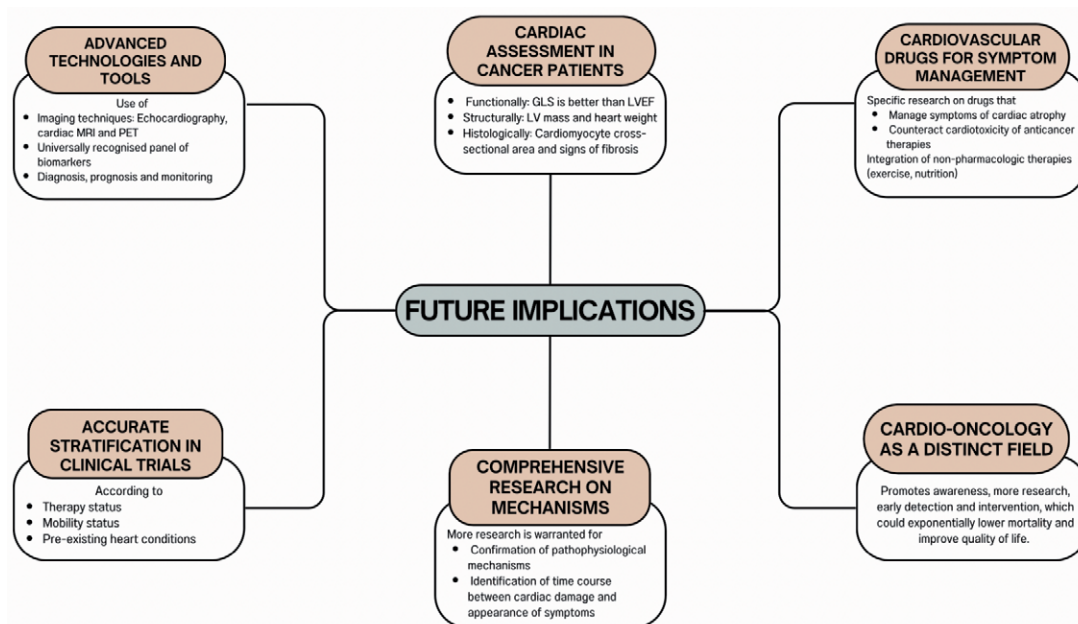 ADVANCED
TECHNOLOGIES AND
TOOLS
Use of
• Imaging techniques: Echocardiography,
cardiac MRI and PET
• Universally recognised panel of
biomarkers
• Diagnosis, prognosis and monitoring
CARDIAC
ASSESSMENT IN
CANCER PATIENTS
• Functionally: GLS is better than LVEF
• Structurally: LV mass and heart weight
• Histologically: Cardiomyocyte cross-
sectional area and signs of fibrosis
CARDIOVASCULAR
DRUGS FOR SYMPTOM
MANAGEMENT
Specific research on drugs that
• Manage symptoms of cardiac atrophy
• Counteract cardiotoxicity of anticancer
therapies
Integration of non-pharmacologic therapies
(exercise, nutrition)
FUTURE IMPLICATIONS
ACCURATE
STRATIFICATION IN
CLINICAL TRIALS
According to
• Therapy status
• Mobility status
• Pre-existing heart conditions
COMPREHENSIVE
RESEARCH ON
MECHANISMS
More research is warranted for
• Confirmation of pathophysiological
mechanisms
• Identification of time course
between cardiac damage and
appearance of symptoms
CARDIO-ONCOLOGY
AS A DISTINCT FIELD
Promotes awareness, more research,
early detection and intervention, which
could exponentially lower mortality and
improve quality of life.